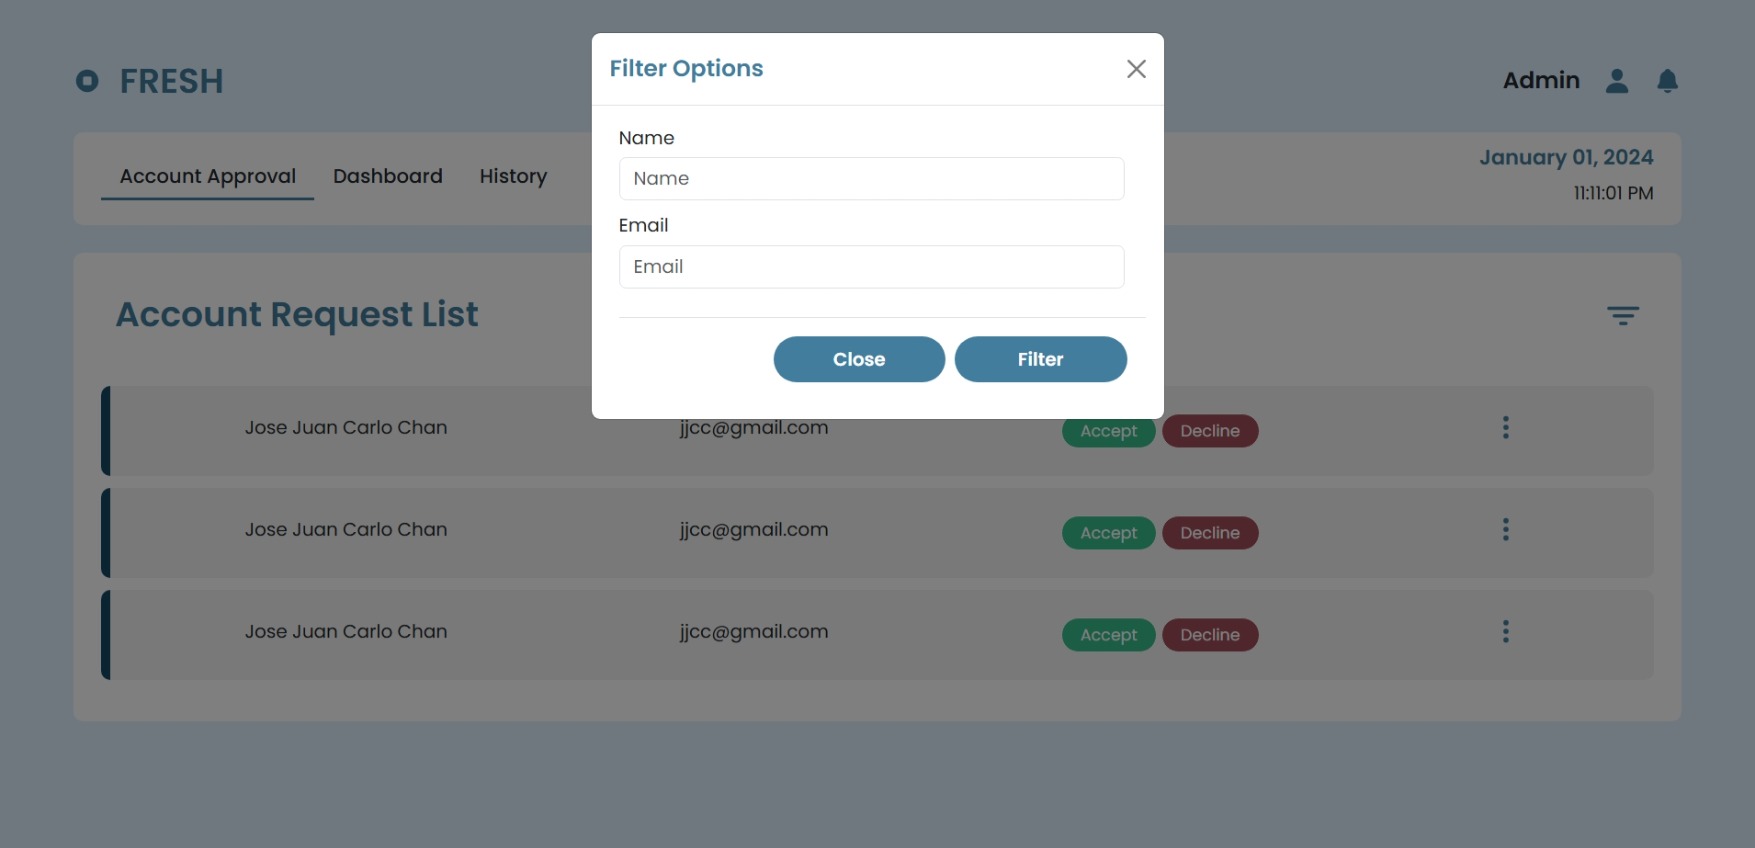 FRESH
Admin
Filter Options
Name
Name
Email
Email
Close Filter
Account Approval Dashboard History
January 01, 2024
11:11:01 PM
Account Request List
Jose Juan Carlo Chan jjcc@gmail.com Accept Decline
Jose Juan Carlo Chan jjcc@gmail.com Accept Decline
Jose Juan Carlo Chan jjcc@gmail.com Accept Decline